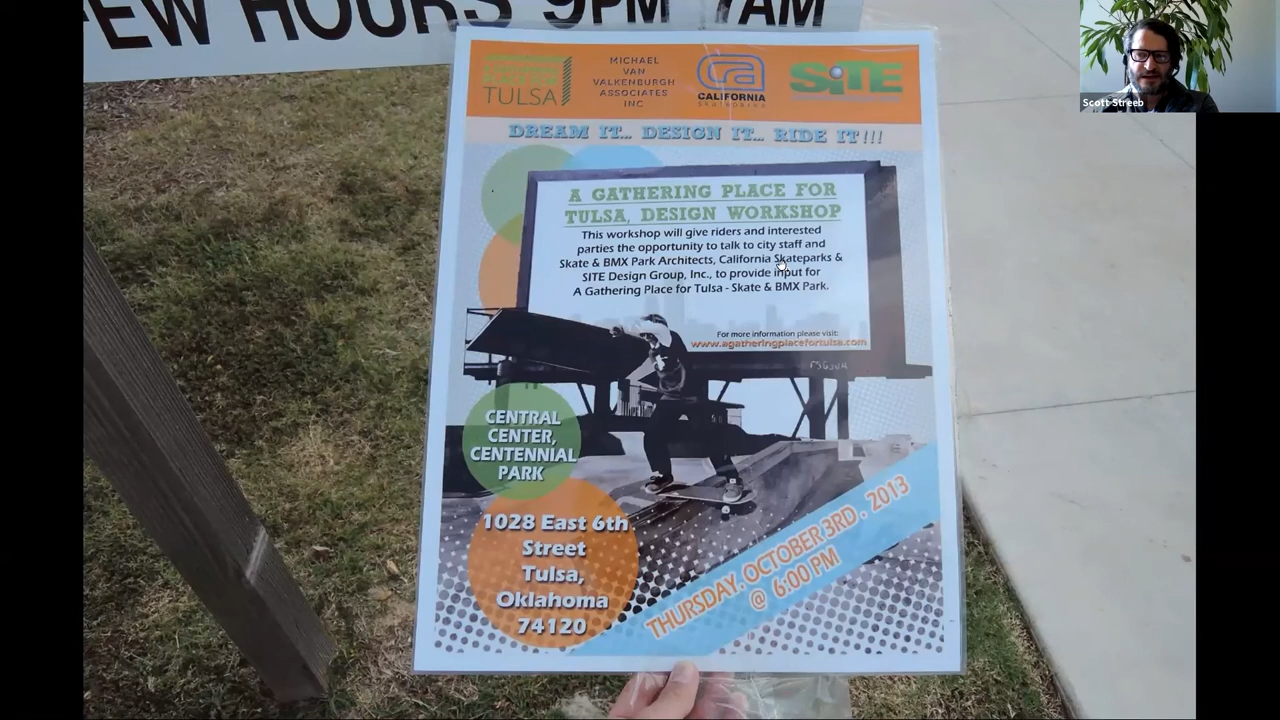 FEW HOURS 9PM 7AM
TULSA
MICHAEL
VAN
VALKENBURGH
ASSOCIATES
INC
CALIFORNIA
SKATEPARKS
SITE
DREAM IT... DESIGN IT... RIDE IT!!!
A GATHERING PLACE FOR
TULSA, DESIGN WORKSHOP
This workshop will give riders and interested
parties the opportunity to talk to city staff and
Skate & BMX Park Architects, California Skateparks &
SITE Design Group, Inc., to provide input for
A Gathering Place for Tulsa - Skate & BMX Park.
For more information please visit:
www.agatheringplacefortulsa.com
CENTRAL
CENTER,
CENTENNIAL
PARK
1028 East 6th
Street
Tulsa,
Oklahoma
74120
THURSDAY, OCTOBER 3RD, 2013
@ 6:00 PM
Scott Streeb